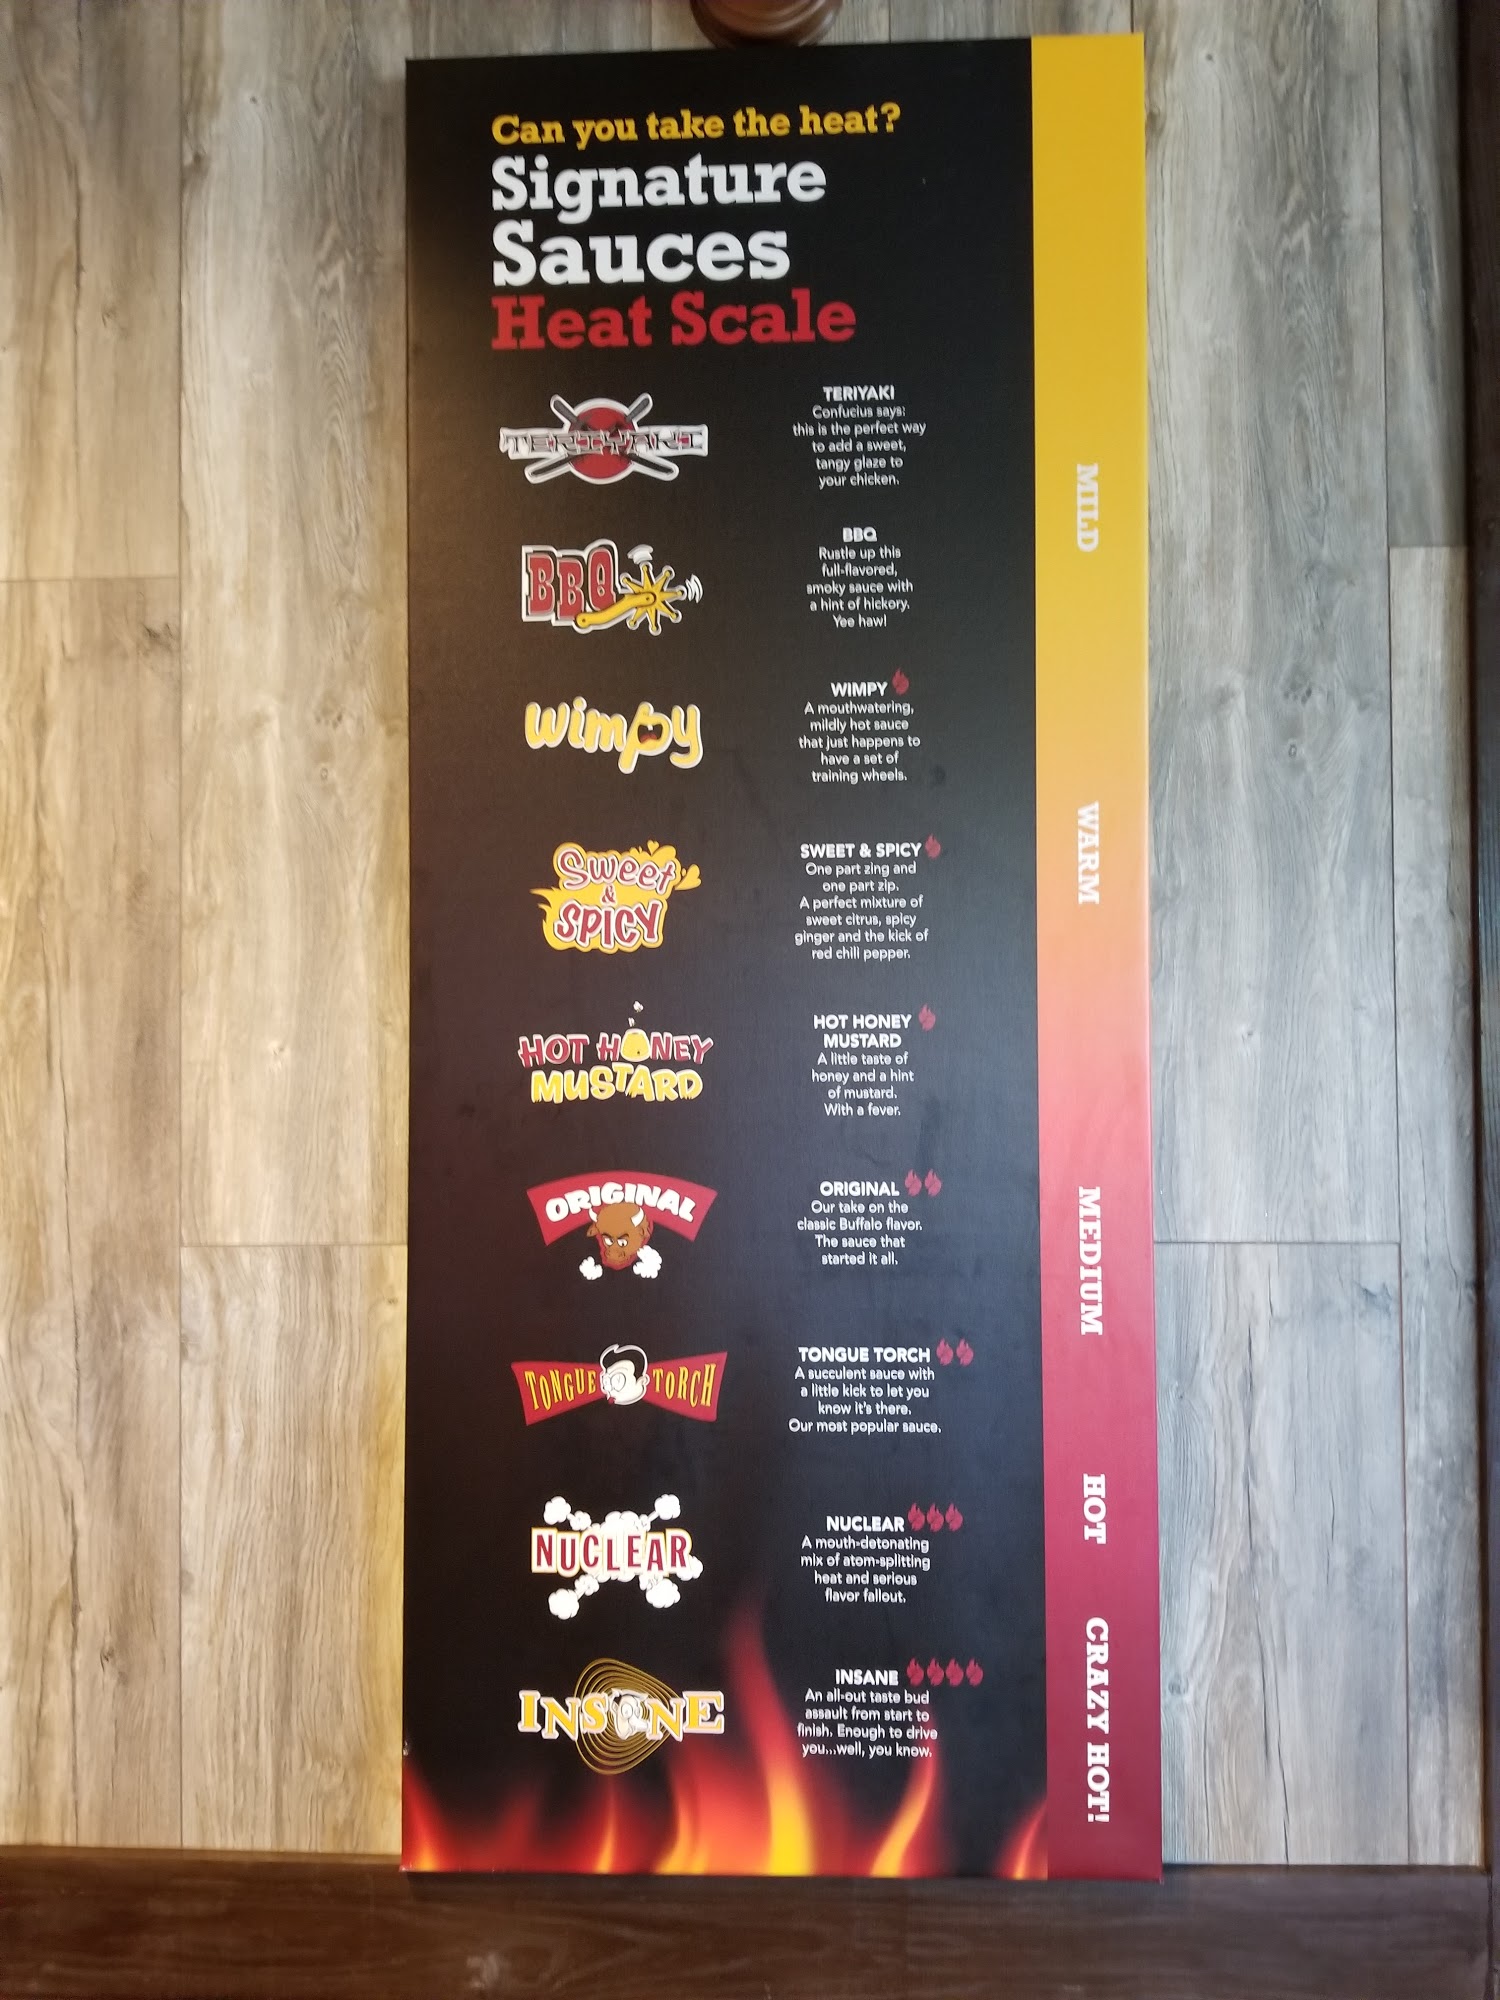 Can you take the heat?
Signature
Sauces
Heat Scale
TERIYAKI
TERIYAKI
Confucius says:
this is the perfect way
to add a sweet,
tangy glaze to
your chicken.
BBQ
BBQ
Rustle up this
full-flavored,
smoky sauce with
a hint of hickory.
Yee haw!
MILD
wimpy
WIMPY
A mouthwatering,
mildly hot sauce
that just happens to
have a set of
training wheels.
Sweet
&
SPICY
SWEET & SPICY
One part zing and
one part zip.
A perfect mixture of
sweet citrus, spicy
ginger and the kick of
red chili pepper.
WARM
HOT HONEY
MUSTARD
HOT HONEY
MUSTARD
A little taste of
honey and a hint
of mustard.
With a fever.
ORIGINAL
ORIGINAL
Our take on the
classic Buffalo flavor.
The sauce that
started it all.
MEDIUM
TONGUE TORCH
TONGUE TORCH
A succulent sauce with
a little kick to let you
know it's there.
Our most popular sauce.
NUCLEAR
NUCLEAR
A mouth-detonating
mix of atom-splitting
heat and serious
flavor fallout.
HOT
INSANE
INSANE
An all-out taste bud
assault from start to
finish. Enough to drive
you...well, you know.
CRAZY HOT!